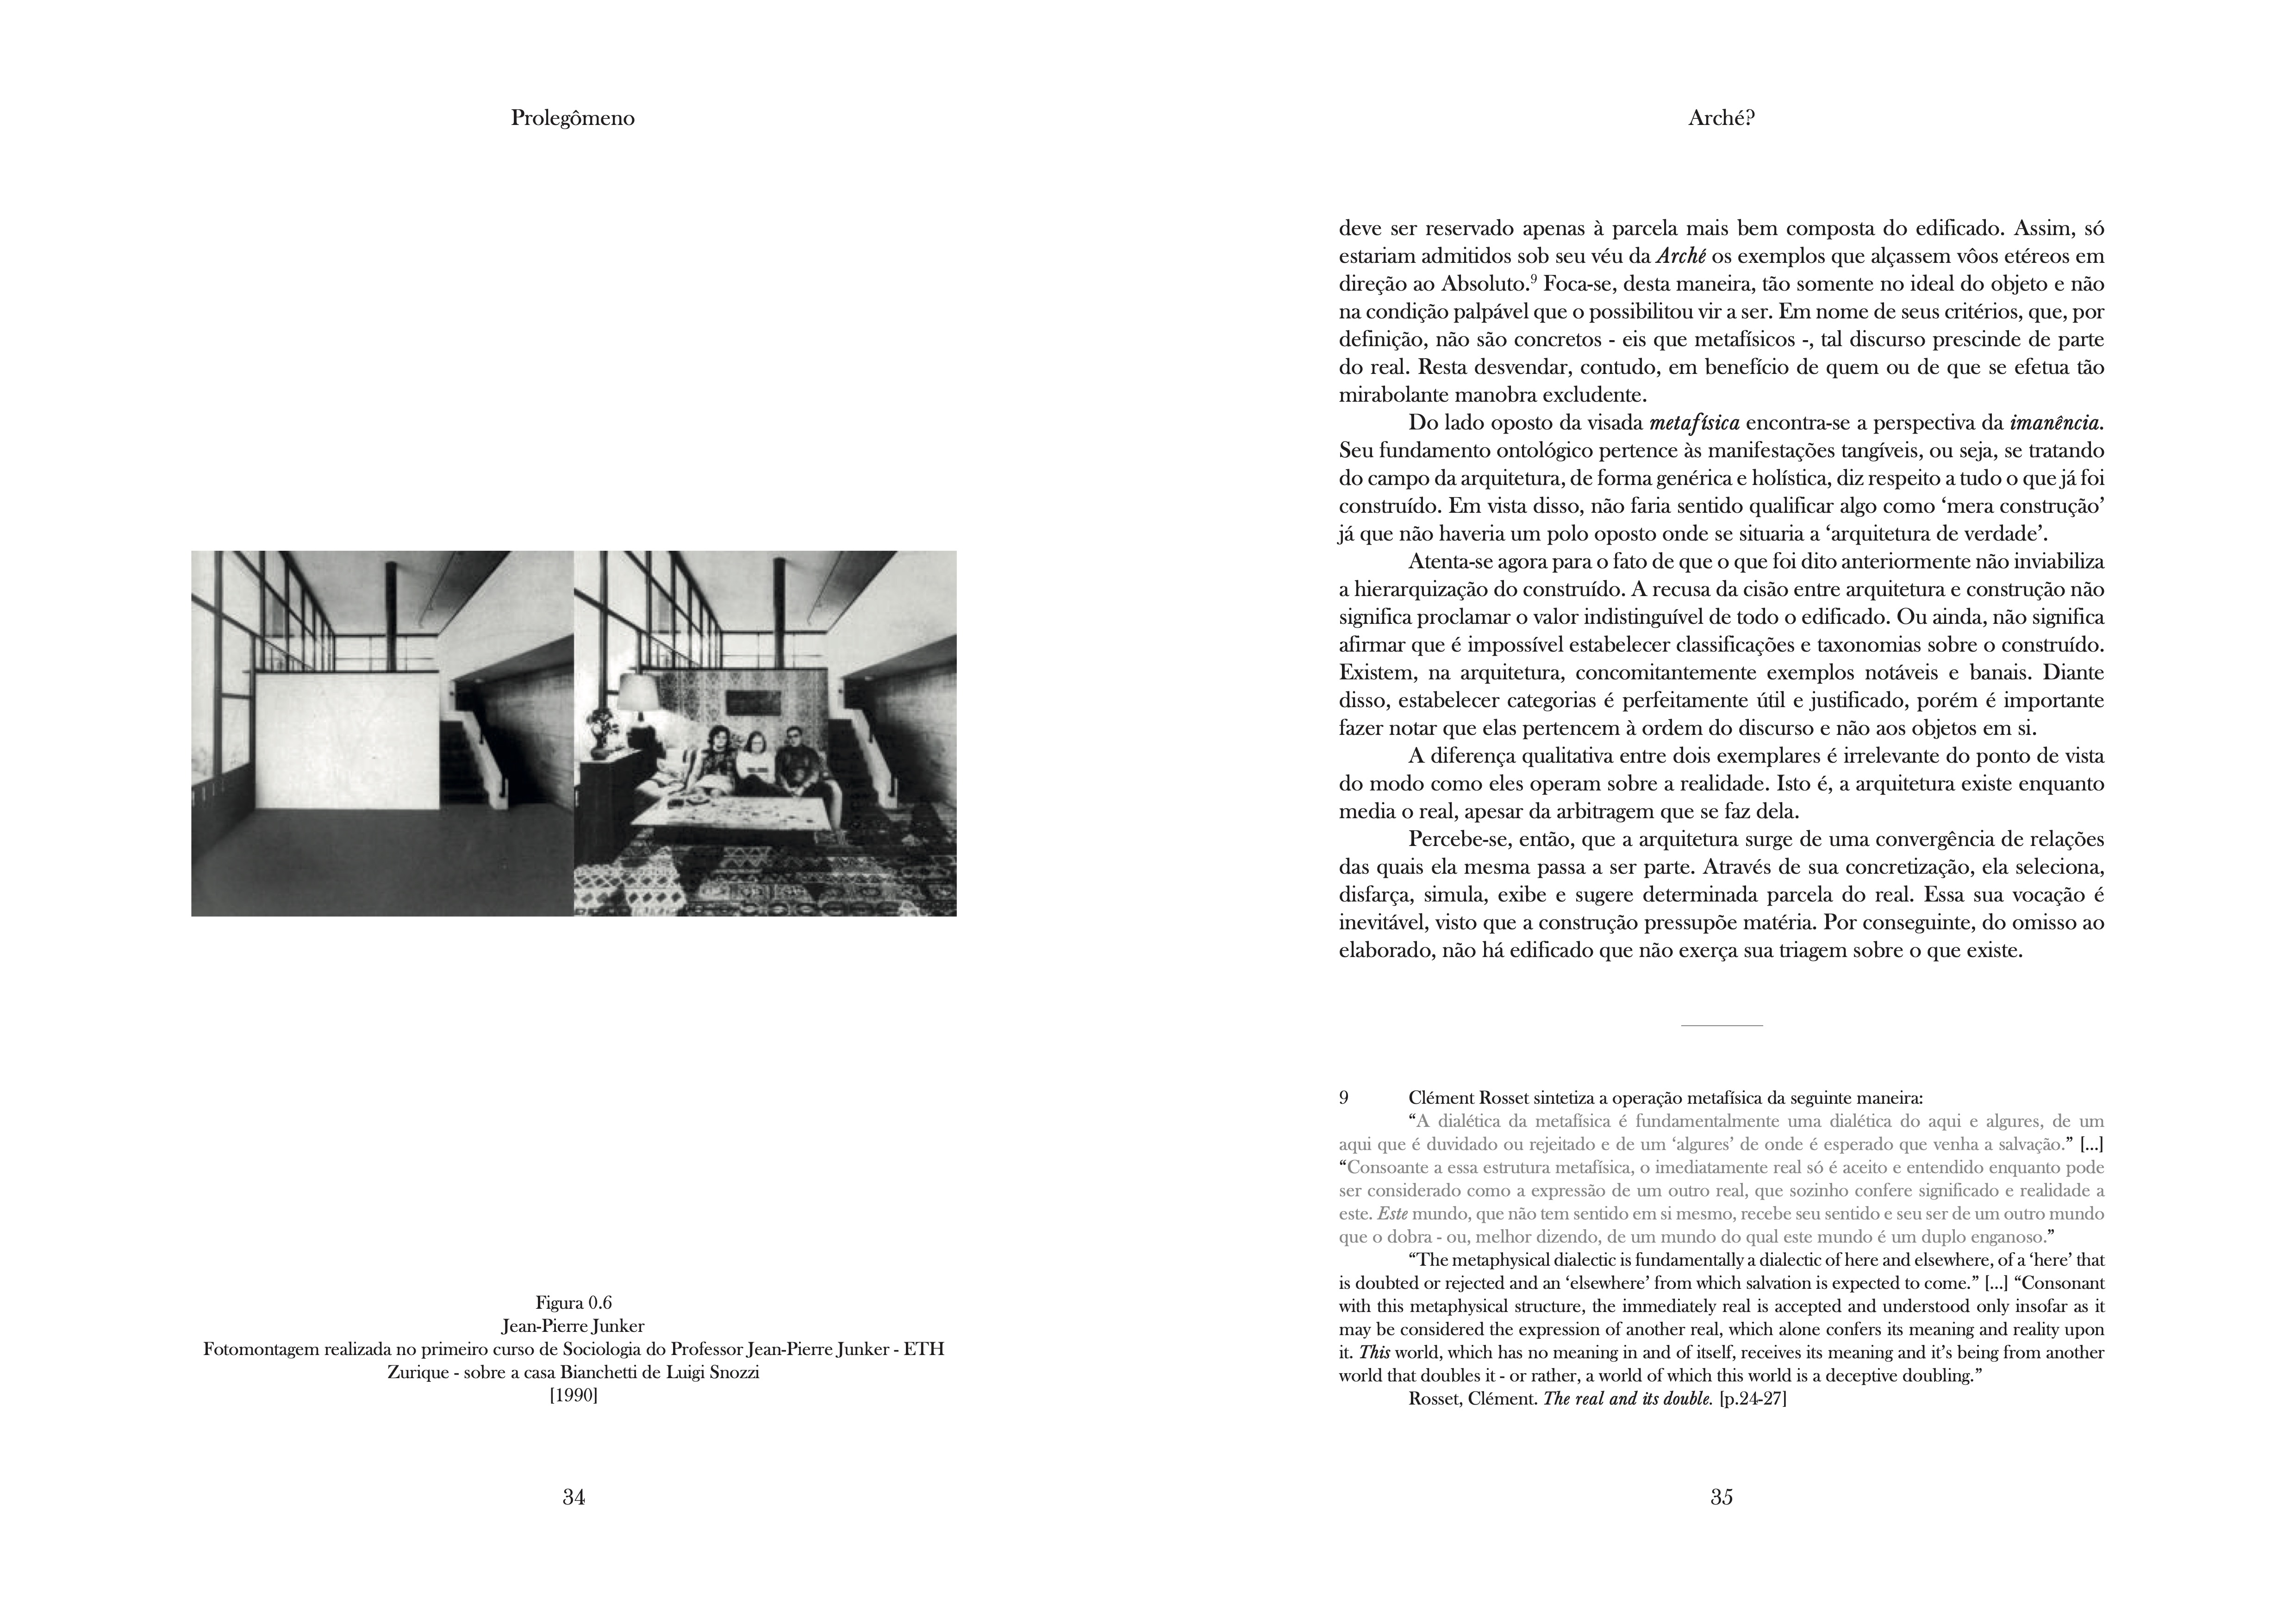 Prolegômeno
Figura 0.6
Jean-Pierre Junker
Fotomontagem realizada no primeiro curso de Sociologia do Professor Jean-Pierre Junker - ETH
Zurique - sobre a casa Bianchetti de Luigi Snozzi
[1990]
34
Arché?
deve ser reservado apenas à parcela mais bem composta do edificado. Assim, só
estariam admitidos sob seu véu da Arché os exemplos que alçassem vôos etéreos em
direção ao Absoluto.9 Foca-se, desta maneira, tão somente no ideal do objeto e não
na condição palpável que o possibilitou vir a ser. Em nome de seus critérios, que, por
definição, não são concretos - eis que metafísicos -, tal discurso prescinde de parte
do real. Resta desvendar, contudo, em benefício de quem ou de que se efetua tão
mirabolante manobra excludente.
Do lado oposto da visada metafísica encontra-se a perspectiva da imanência.
Seu fundamento ontológico pertence às manifestações tangíveis, ou seja, se tratando
do campo da arquitetura, de forma genérica e holística, diz respeito a tudo o que já foi
construído. Em vista disso, não faria sentido qualificar algo como ‘mera construção’
já que não haveria um polo oposto onde se situaria a ‘arquitetura de verdade’.
Atenta-se agora para o fato de que o que foi dito anteriormente não inviabiliza
a hierarquização do construído. A recusa da cisão entre arquitetura e construção não
significa proclamar o valor indistinguível de todo o edificado. Ou ainda, não significa
afirmar que é impossível estabelecer classificações e taxonomias sobre o construído.
Existem, na arquitetura, concomitantemente exemplos notáveis e banais. Diante
disso, estabelecer categorias é perfeitamente útil e justificado, porém é importante
fazer notar que elas pertencem à ordem do discurso e não aos objetos em si.
A diferença qualitativa entre dois exemplares é irrelevante do ponto de vista
do modo como eles operam sobre a realidade. Isto é, a arquitetura existe enquanto
media o real, apesar da arbitragem que se faz dela.
Percebe-se, então, que a arquitetura surge de uma convergência de relações
das quais ela mesma passa a ser parte. Através de sua concretização, ela seleciona,
disfarça, simula, exibe e sugere determinada parcela do real. Essa sua vocação é
inevitável, visto que a construção pressupõe matéria. Por conseguinte, do omisso ao
elaborado, não há edificado que não exerça sua triagem sobre o que existe.
9 Clément Rosset sintetiza a operação metafísica da seguinte maneira:
“A dialética da metafísica é fundamentalmente uma dialética do aqui e algures, de um
aqui que é duvidado ou rejeitado e de um ‘algures’ de onde é esperado que venha a salvação.” [...]
“Consoante a essa estrutura metafísica, o imediatamente real só é aceito e entendido enquanto pode
ser considerado como a expressão de um outro real, que sozinho confere significado e realidade a
este. Este mundo, que não tem sentido em si mesmo, recebe seu sentido e seu ser de um outro mundo
que o dobra - ou, melhor dizendo, de um mundo do qual este mundo é um duplo enganoso.”
“The metaphysical dialectic is fundamentally a dialectic of here and elsewhere, of a ‘here’ that
is doubted or rejected and an ‘elsewhere’ from which salvation is expected to come.” [...] “Consonant
with this metaphysical structure, the immediately real is accepted and understood only insofar as it
may be considered the expression of another real, which alone confers its meaning and reality upon
it. This world, which has no meaning in and of itself, receives its meaning and it’s being from another
world that doubles it - or rather, a world of which this world is a deceptive doubling.”
Rosset, Clément. The real and its double. [p.24-27]
35